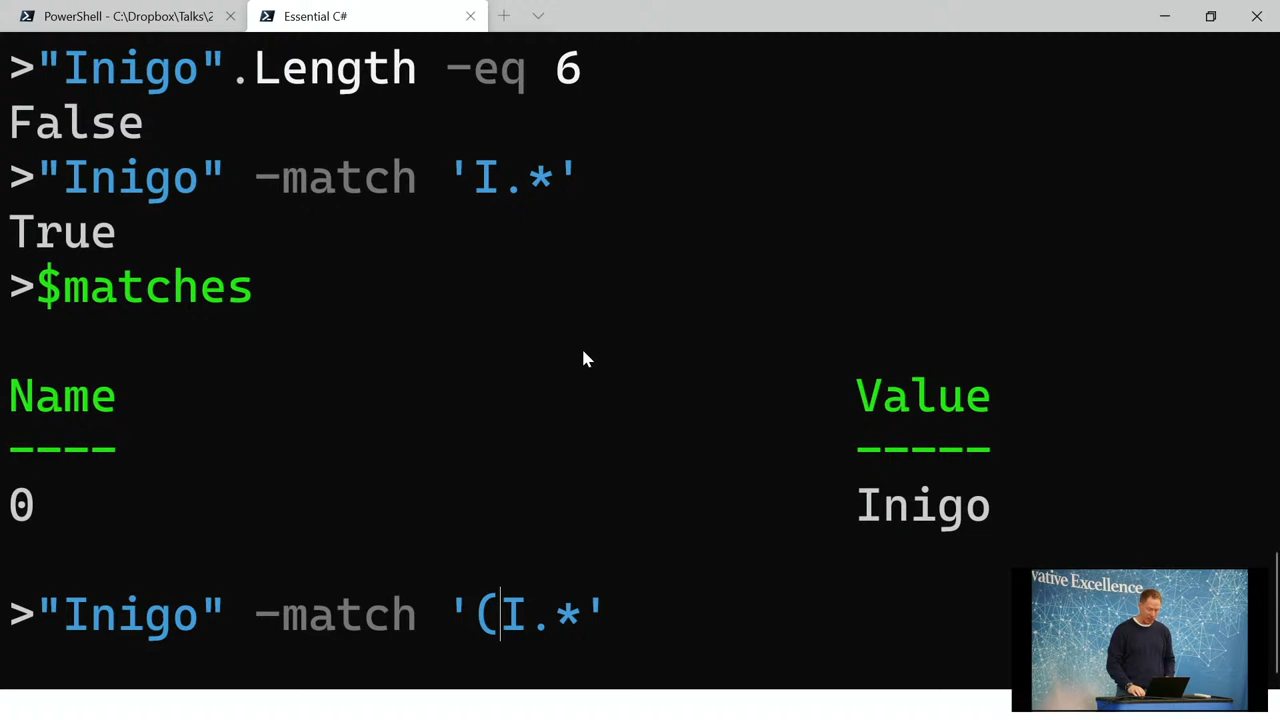 PowerShell - C:\Dropbox\Talks\2
Essential C#
>"Inigo".Length -eq 6
False
>"Inigo" -match 'I.*'
True
>$matches
Name Value
---- -----
0 Inigo
>"Inigo" -match '(I.*'
vative Excellence